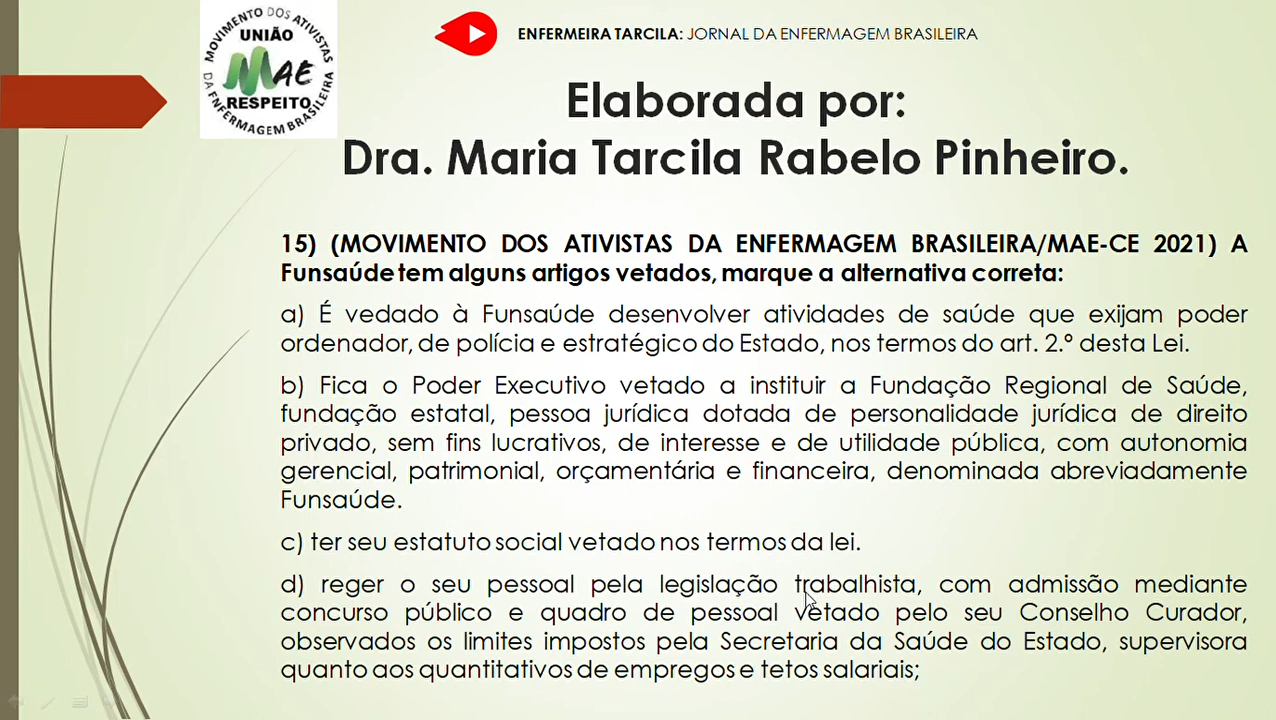 MOVIMENTO DOS ATIVISTAS
UNIÃO
MAE
RESPEITO
DA ENFERMAGEM BRASILEIRA
ENFERMEIRA TARCILA: JORNAL DA ENFERMAGEM BRASILEIRA
Elaborada por:
Dra. Maria Tarcila Rabelo Pinheiro.
15) (MOVIMENTO DOS ATIVISTAS DA ENFERMAGEM BRASILEIRA/MAE-CE 2021) A
Funsaúde tem alguns artigos vetados, marque a alternativa correta:
a) É vedado à Funsaúde desenvolver atividades de saúde que exijam poder
ordenador, de polícia e estratégico do Estado, nos termos do art. 2.º desta Lei.
b) Fica o Poder Executivo vetado a instituir a Fundação Regional de Saúde,
fundação estatal, pessoa jurídica dotada de personalidade jurídica de direito
privado, sem fins lucrativos, de interesse e de utilidade pública, com autonomia
gerencial, patrimonial, orçamentária e financeira, denominada abreviadamente
Funsaúde.
c) ter seu estatuto social vetado nos termos da lei.
d) reger o seu pessoal pela legislação trabalhista, com admissão mediante
concurso público e quadro de pessoal vetado pelo seu Conselho Curador,
observados os limites impostos pela Secretaria da Saúde do Estado, supervisora
quanto aos quantitativos de empregos e tetos salariais;